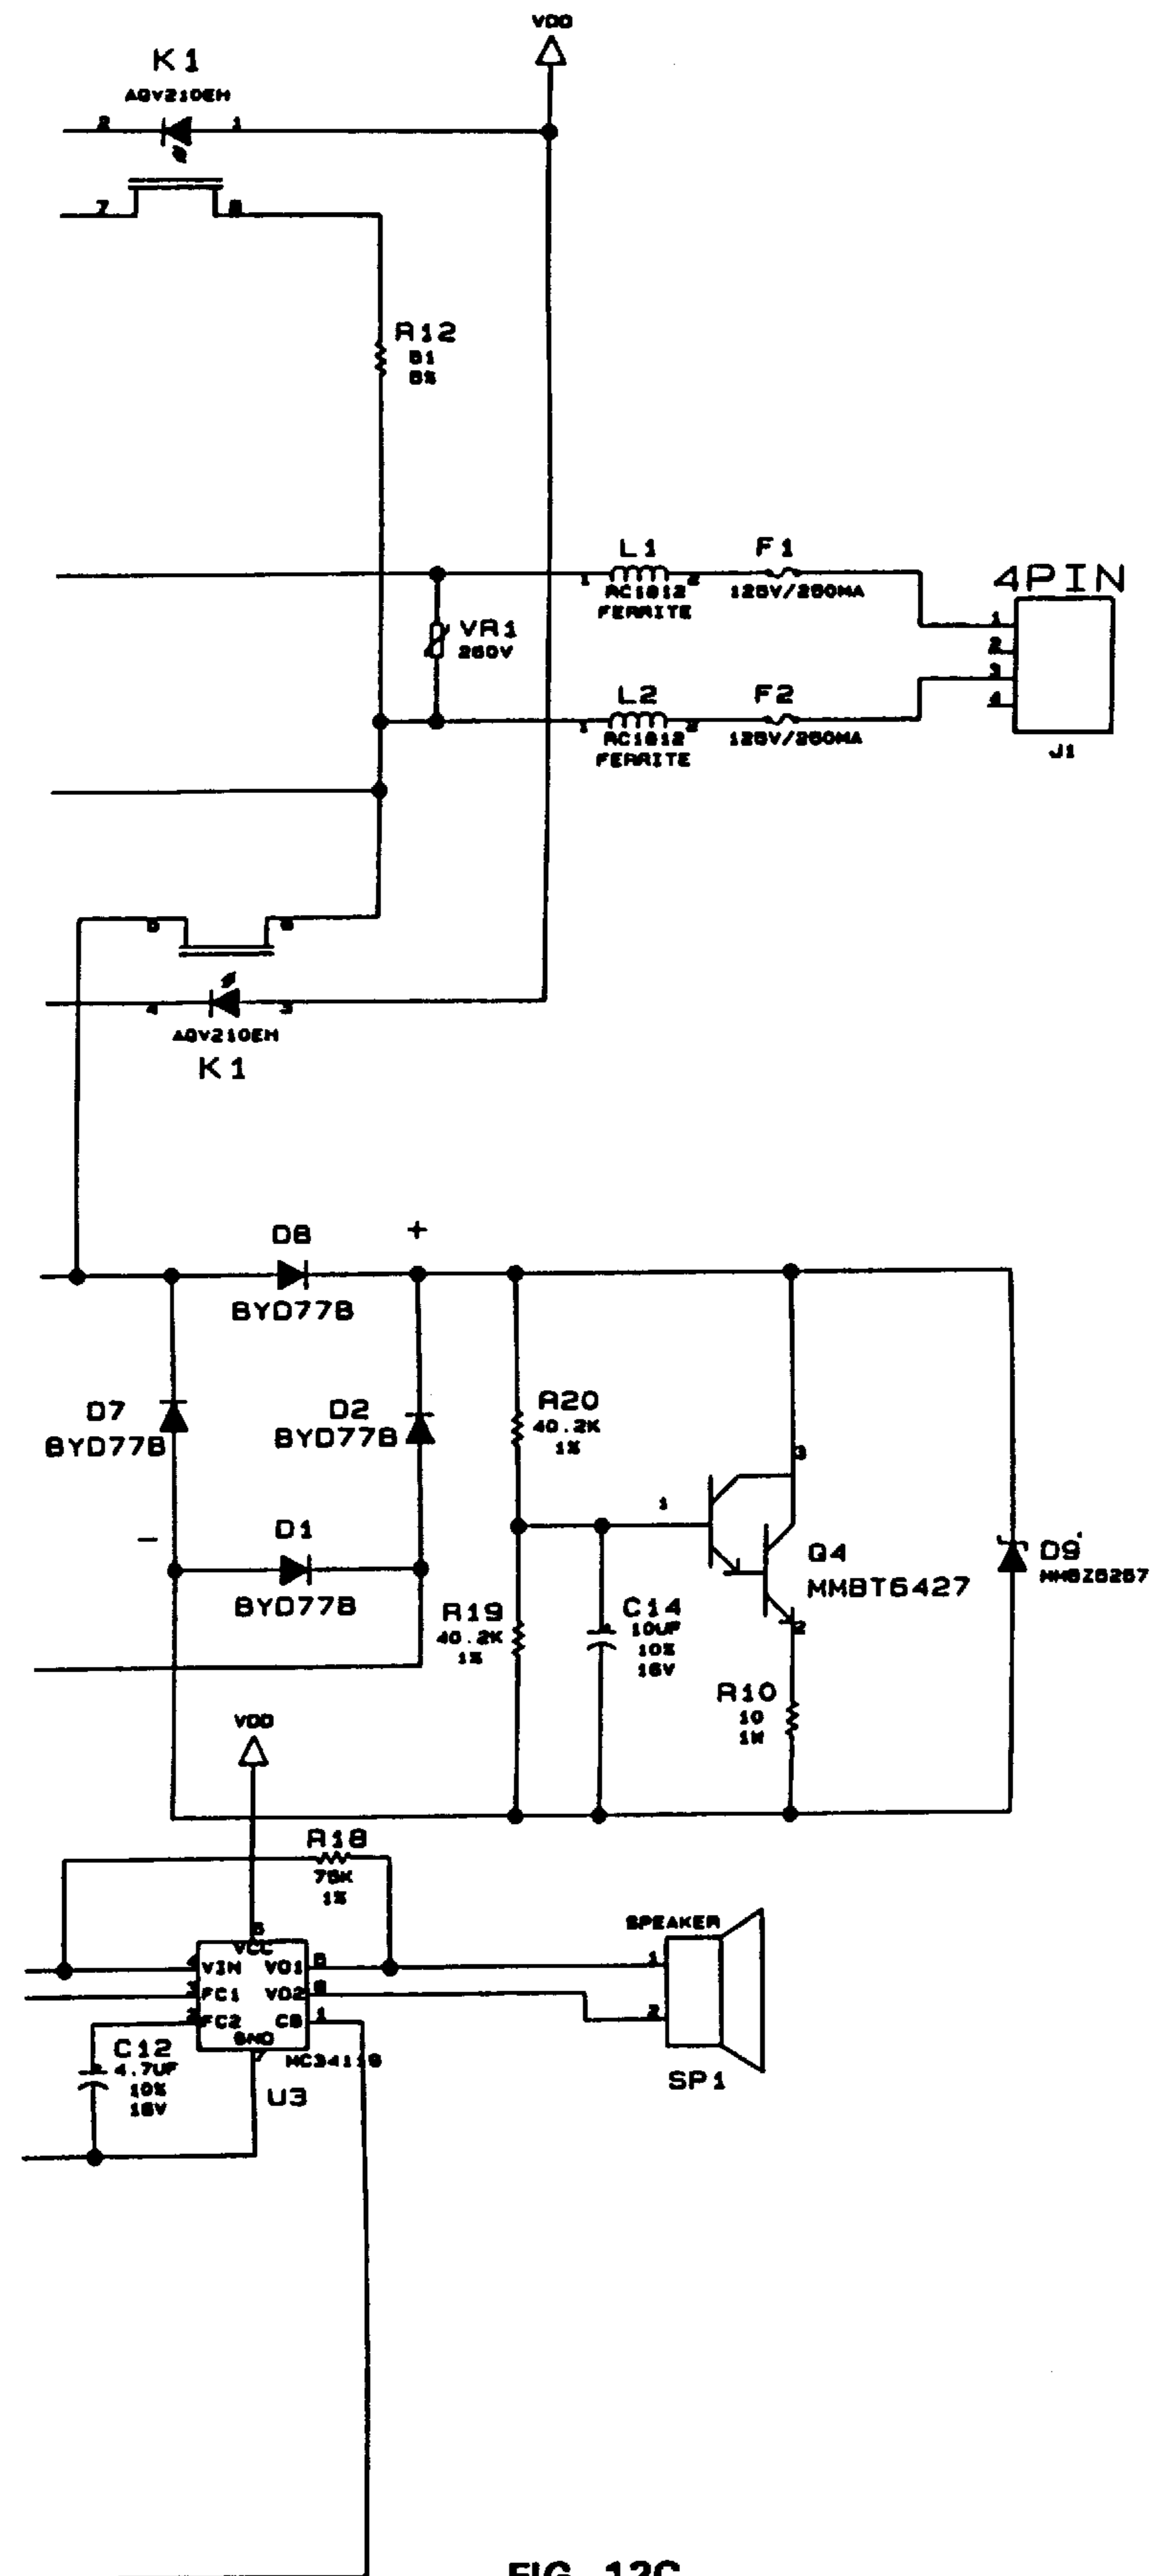 VDD
K1
AQV210EH
2
1
7
8
R12
51
5%
L1
1
2
RC1812
FERRITE
F1
125V/250MA
4PIN
1
2
3
4
J1
VR1
250V
L2
1
2
RC1812
FERRITE
F2
125V/250MA
5
6
4
3
AQV210EH
K1
D8
+
BYD77B
D7
BYD77B
D2
BYD77B
R20
40.2K
1%
3
1
-
D1
BYD77B
Q4
MMBT6427
D9
R19
40.2K
1%
C14
10UF
10%
16V
2
R10
10
VDD
R18
75K
1%
SPEAKER
1
2
SP1
6
VCC
4
VIN
VO1
5
3
FC1
VO2
8
2
FC2
CS
1
GND
7
MC34119
U3
C12
4.7UF
10%
16V
FIG. 12C